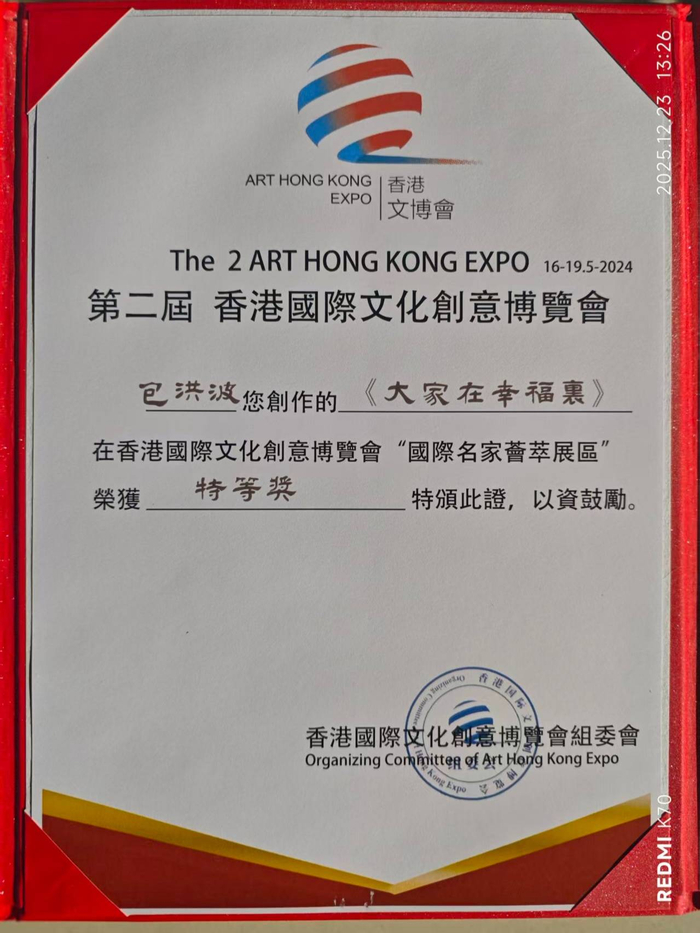 ART HONG KONG
EXPO
香港
文博會
The 2 ART HONG KONG EXPO 16-19.5-2024
第二屆 香港國際文化創意博覽會
包洪波您創作的《大家在幸福裏》
在香港國際文化創意博覽會“國際名家薈萃展區”
榮獲 特等獎 特頒此證，以資鼓勵。
香港國際文化創意博覽會組委會
Organizing Committee of Art Hong Kong Expo
2025.12.23 13:26
REDMI K70